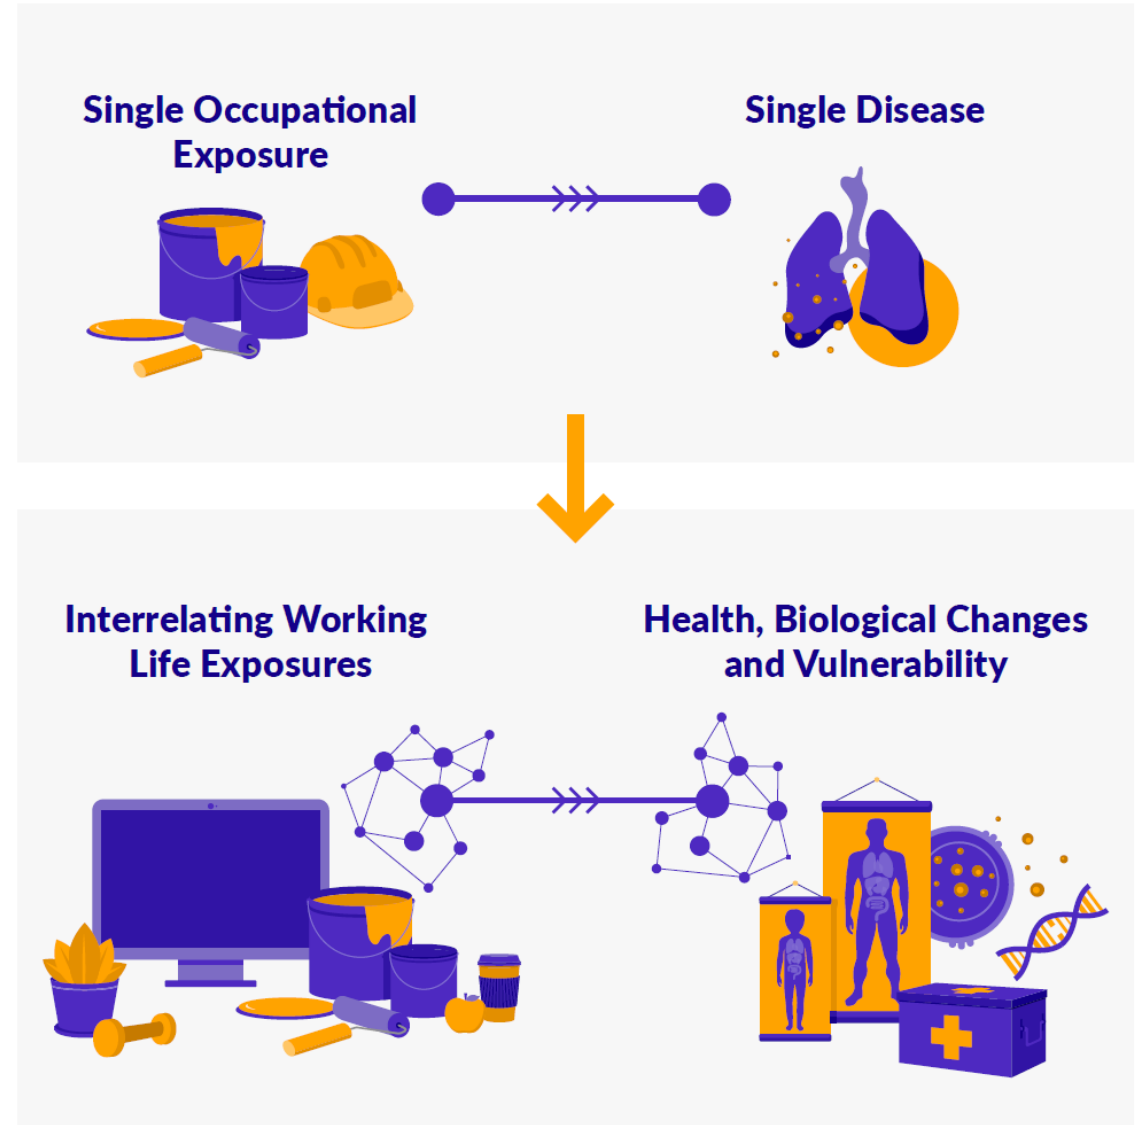 Single Occupational
Exposure
Single Disease
Interrelating Working
Life Exposures
Health, Biological Changes
and Vulnerability